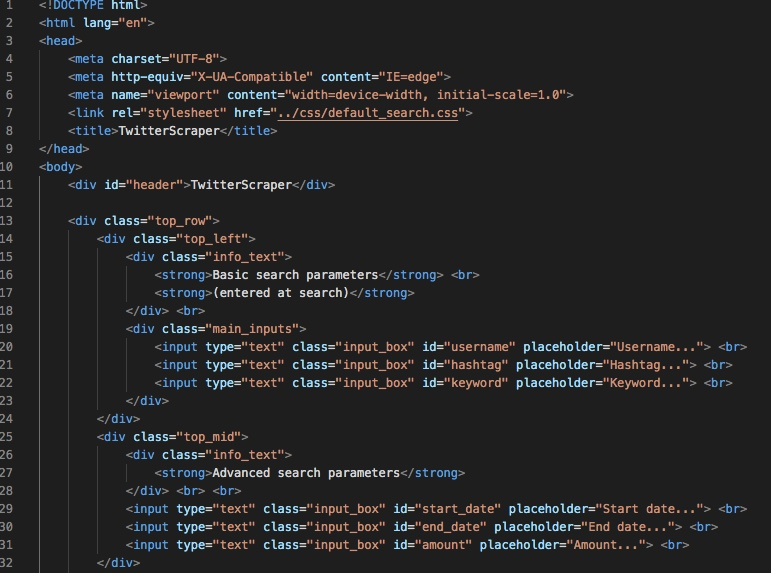 1 <!DOCTYPE html>
2 <html lang="en">
3 <head>
4     <meta charset="UTF-8">
5     <meta http-equiv="X-UA-Compatible" content="IE=edge">
6     <meta name="viewport" content="width=device-width, initial-scale=1.0">
7     <link rel="stylesheet" href="../css/default_search.css">
8     <title>TwitterScraper</title>
9 </head>
10 <body>
11     <div id="header">TwitterScraper</div>
12
13     <div class="top_row">
14         <div class="top_left">
15             <div class="info_text">
16                 <strong>Basic search parameters</strong> <br>
17                 <strong>(entered at search)</strong>
18             </div> <br>
19             <div class="main_inputs">
20                 <input type="text" class="input_box" id="username" placeholder="Username..."> <br>
21                 <input type="text" class="input_box" id="hashtag" placeholder="Hashtag..."> <br>
22                 <input type="text" class="input_box" id="keyword" placeholder="Keyword..."> <br>
23             </div>
24         </div>
25         <div class="top_mid">
26             <div class="info_text">
27                 <strong>Advanced search parameters</strong>
28             </div> <br> <br>
29             <input type="text" class="input_box" id="start_date" placeholder="Start date..."> <br>
30             <input type="text" class="input_box" id="end_date" placeholder="End date..."> <br>
31             <input type="text" class="input_box" id="amount" placeholder="Amount..."> <br>
32         </div>